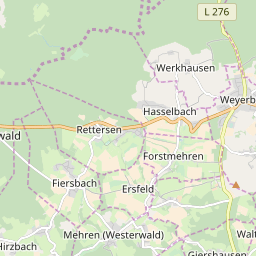 L 276
Werkhausen
Hasselbach
Weyerb
Rettersen
wald
Forstmehren
Fiersbach
Ersfeld
Mehren (Westerwald)
Walt
Hirzbach
Giershausen